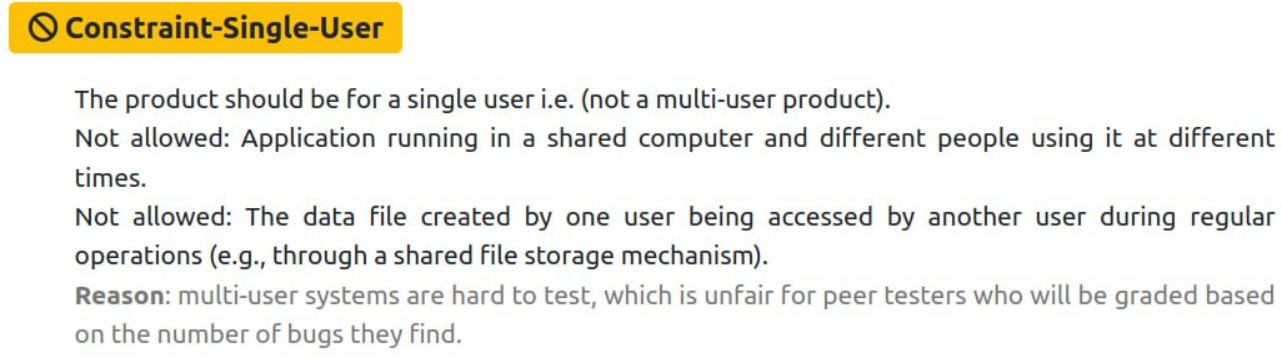 Constraint-Single-User
The product should be for a single user i.e. (not a multi-user product).
Not allowed: Application running in a shared computer and different people using it at different
times.
Not allowed: The data file created by one user being accessed by another user during regular
operations (e.g., through a shared file storage mechanism).
Reason: multi-user systems are hard to test, which is unfair for peer testers who will be graded based
on the number of bugs they find.